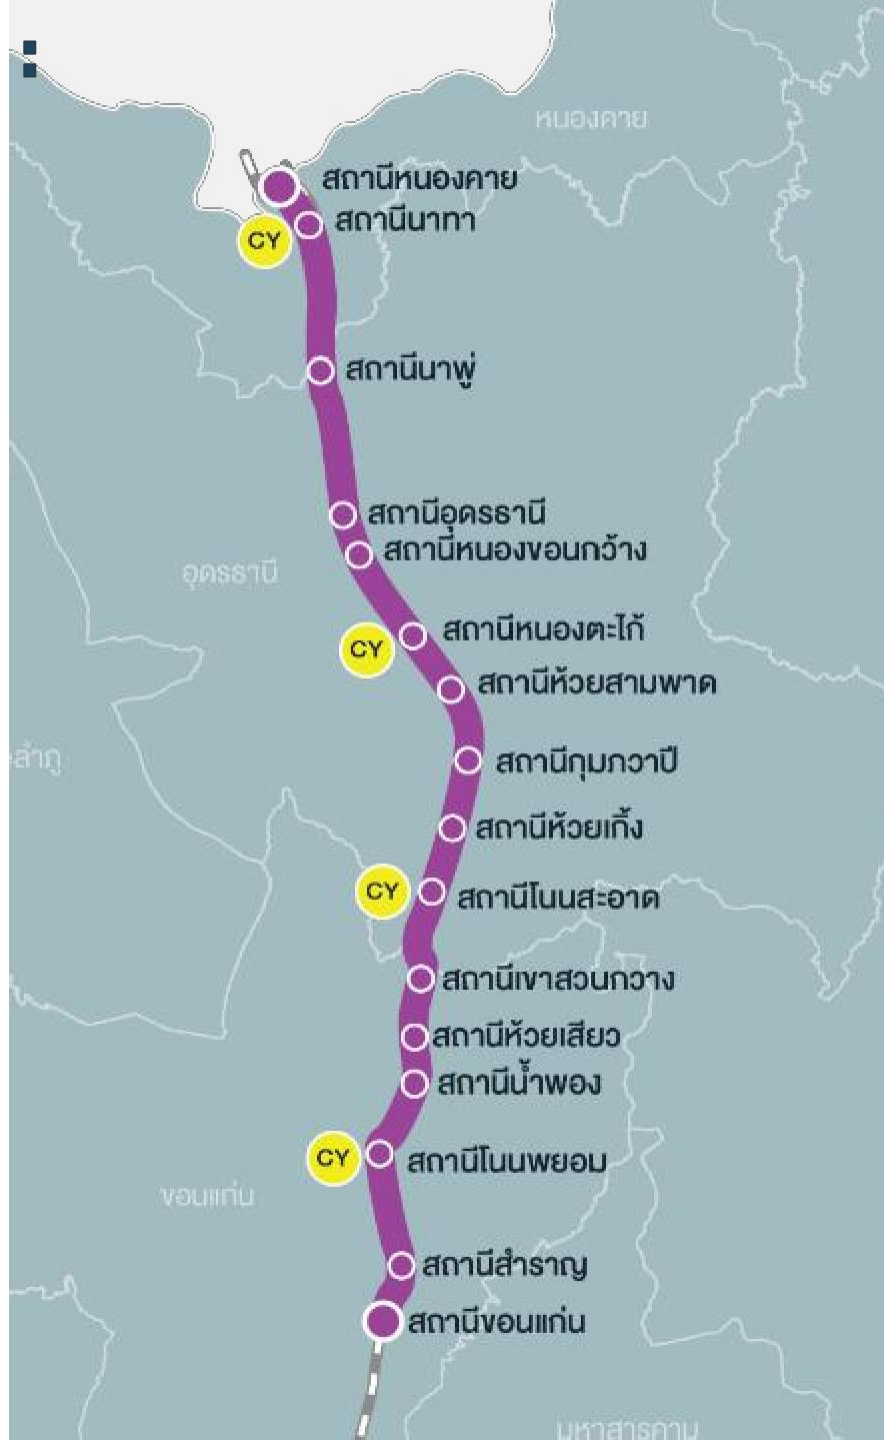 หนองคาย
สถานีหนองคาย
สถานีนาทา
CY
สถานีนาพู่
สถานีอุดรธานี
สถานีหนองขอนกว้าง
อุดรธานี
สถานีหนองตะไก้
CY
สถานีห้วยสามพาด
ลำภู
สถานีกุมภวาปี
สถานีห้วยเกิ้ง
CY
สถานีโนนสะอาด
สถานีเขาสวนกวาง
สถานีห้วยเสียว
สถานีน้ำพอง
CY
สถานีโนนพยอม
ขอนแก่น
สถานีสำราญ
สถานีขอนแก่น
มหาสารคาม